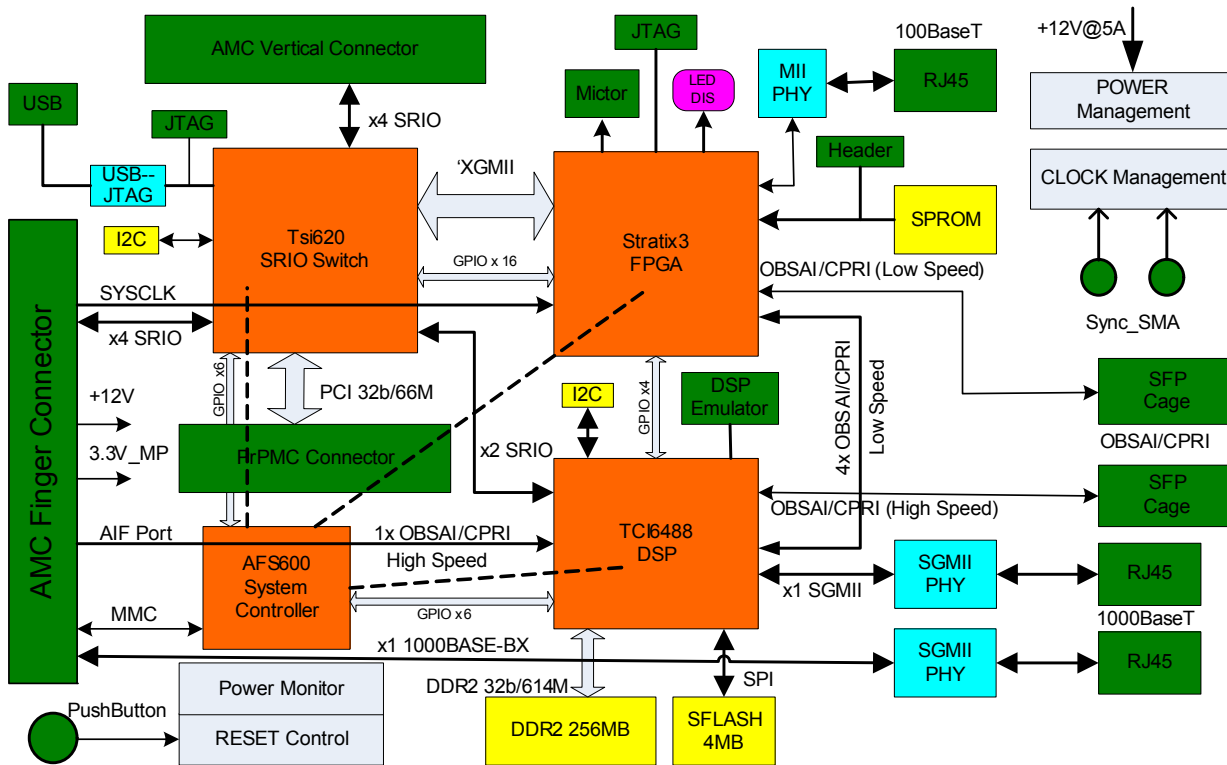 AMC Vertical Connector
JTAG
100BaseT
+12V@5A
USB
Mictor
LED
DIS
MII
PHY
RJ45
POWER
Management
JTAG
x4 SRIO
Header
USB--
JTAG
'XGMII
CLOCK Management
I2C
Tsi620
SRIO Switch
Stratix3
FPGA
SPROM
GPIO x 16
OBSAI/CPRI (Low Speed)
SYSCLK
x4 SRIO
Sync_SMA
AMC Finger Connector
GPIO x6
PCI 32b/66M
+12V
I2C
GPIO x4
DSP
Emulator
4x OBSAI/CPRI
Low Speed
SFP
Cage
OBSAI/CPRI
3.3V_MP
PrPMC Connector
x2 SRIO
SFP
Cage
OBSAI/CPRI (High Speed)
AIF Port
1x OBSAI/CPRI
High Speed
TCI6488
DSP
AFS600
System
Controller
x1 SGMII
SGMII
PHY
RJ45
MMC
GPIO x6
1000BaseT
x1 1000BASE-BX
SGMII
PHY
RJ45
Power Monitor
DDR2 32b/614M
SPI
PushButton
RESET Control
DDR2 256MB
SFLASH
4MB